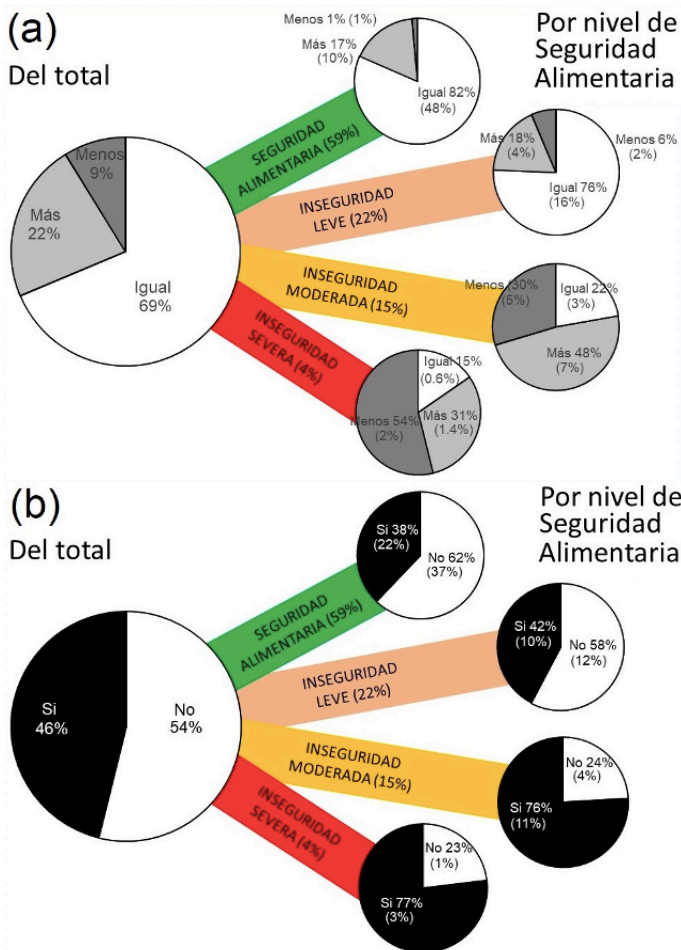 (a)
Del total
Por nivel de
Seguridad
Alimentaria
Menos
9%
Más
22%
Igual
69%
SEGURIDAD
ALIMENTARIA (59%)
Menos 1% (1%)
Más 17%
(10%)
Igual 82%
(48%)
INSEGURIDAD
LEVE (22%)
Más 18%
(4%)
Menos 6%
(2%)
Igual 76%
(16%)
INSEGURIDAD
MODERADA (15%)
Menos (30%
(5%)
Igual 22%
(3%)
Más 48%
(7%)
INSEGURIDAD
SEVERA (4%)
Igual 15%
(0.6%)
Menos 54%
(2%)
Más 31%
(1.4%)
(b)
Del total
Por nivel de
Seguridad
Alimentaria
Si
46%
No
54%
SEGURIDAD
ALIMENTARIA (59%)
Si 38%
(22%)
No 62%
(37%)
INSEGURIDAD
LEVE (22%)
Si 42%
(10%)
No 58%
(12%)
INSEGURIDAD
MODERADA (15%)
No 24%
(4%)
Si 76%
(11%)
INSEGURIDAD
SEVERA (4%)
No 23%
(1%)
Si 77%
(3%)